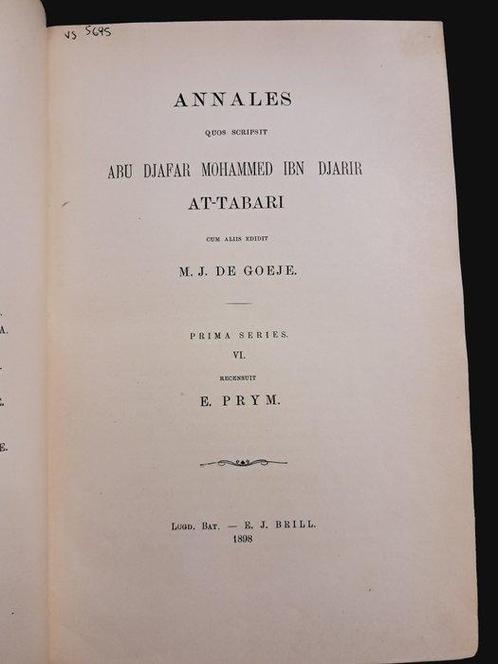 VS 5695
ANNALES
QUOS SCRIPSIT
ABU DJAFAR MOHAMMED IBN DJARIR
AT-TABARI
CUM ALIIS EDIDIT
M. J. DE GOEJE.
PRIMA SERIES.
VI.
RECENSUIT
E. PRYM.
LUGD. BAT. — E. J. BRILL.
1898
A.
E.
E.